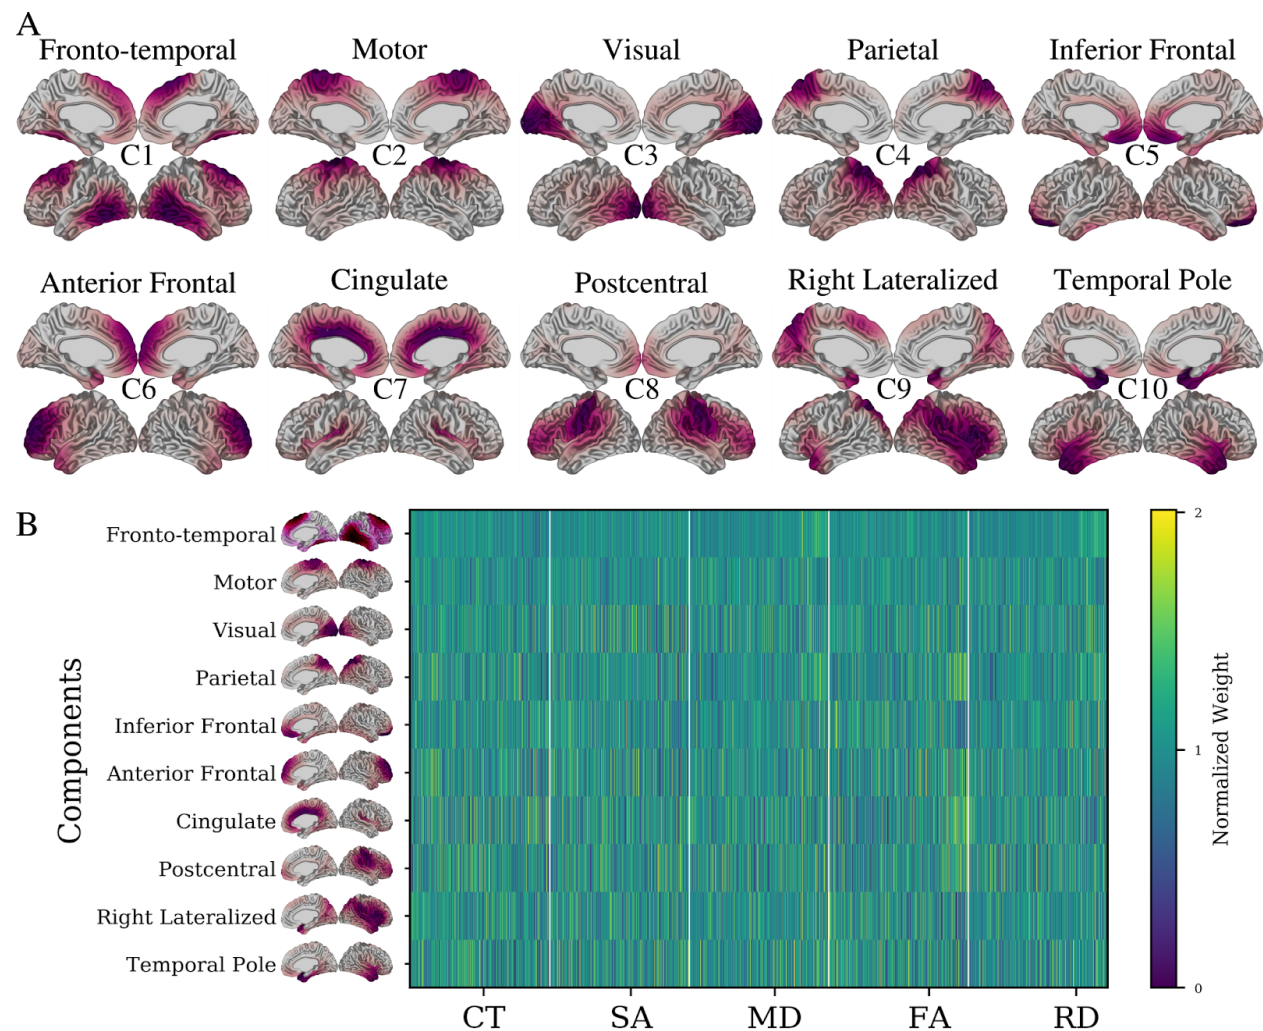 A
Fronto-temporal
Motor
Visual
Parietal
Inferior Frontal
C1
C2
C3
C4
C5
Anterior Frontal
Cingulate
Postcentral
Right Lateralized
Temporal Pole
C6
C7
C8
C9
C10
B
Components
Fronto-temporal
Motor
Visual
Parietal
Inferior Frontal
Anterior Frontal
Cingulate
Postcentral
Right Lateralized
Temporal Pole
CT
SA
MD
FA
RD
2
1
0
Normalized Weight